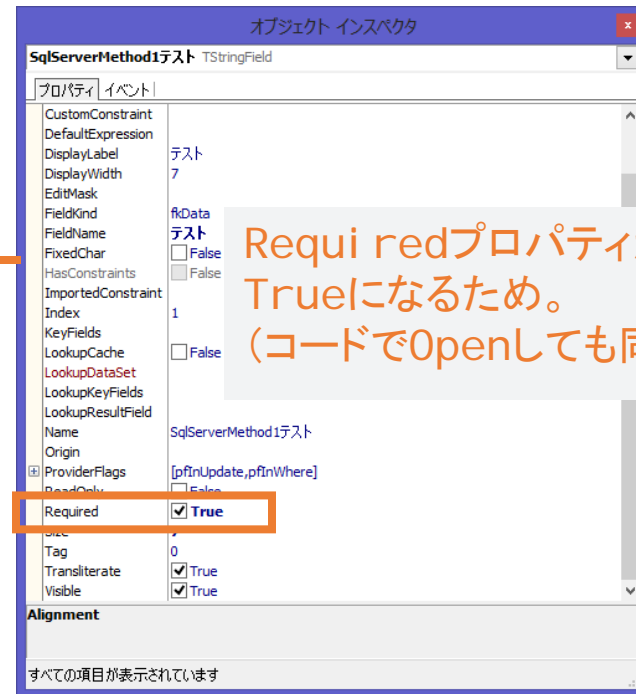 オブジェクト インスペクタ
x
SqlServerMethod1テスト TStringField
プロパティ イベント
CustomConstraint
DefaultExpression
DisplayLabel テスト
DisplayWidth 7
EditMask
FieldKind fkData
FieldName テスト
FixedChar False
HasConstraints False
ImportedConstraint
Index 1
KeyFields
LookupCache False
LookupDataSet
LookupKeyFields
LookupResultField
Name SqlServerMethod1テスト
Origin
ProviderFlags [pfInUpdate,pfInWhere]
ReadOnly False
Required True
Size 7
Tag 0
Transliterate True
Visible True
Requiredプロパティ
Trueになるため。
(コードでOpenしても同
Alignment
すべての項目が表示されています